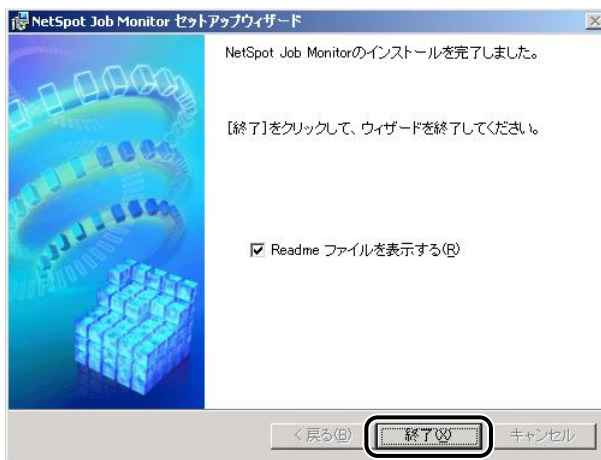 NetSpot Job Monitor セットアップウィザード
NetSpot Job Monitorのインストールを完了しました。
[終了]をクリックして、ウィザードを終了してください。
Readme ファイルを表示する(R)
< 戻る(B)
終了(X)
キャンセル